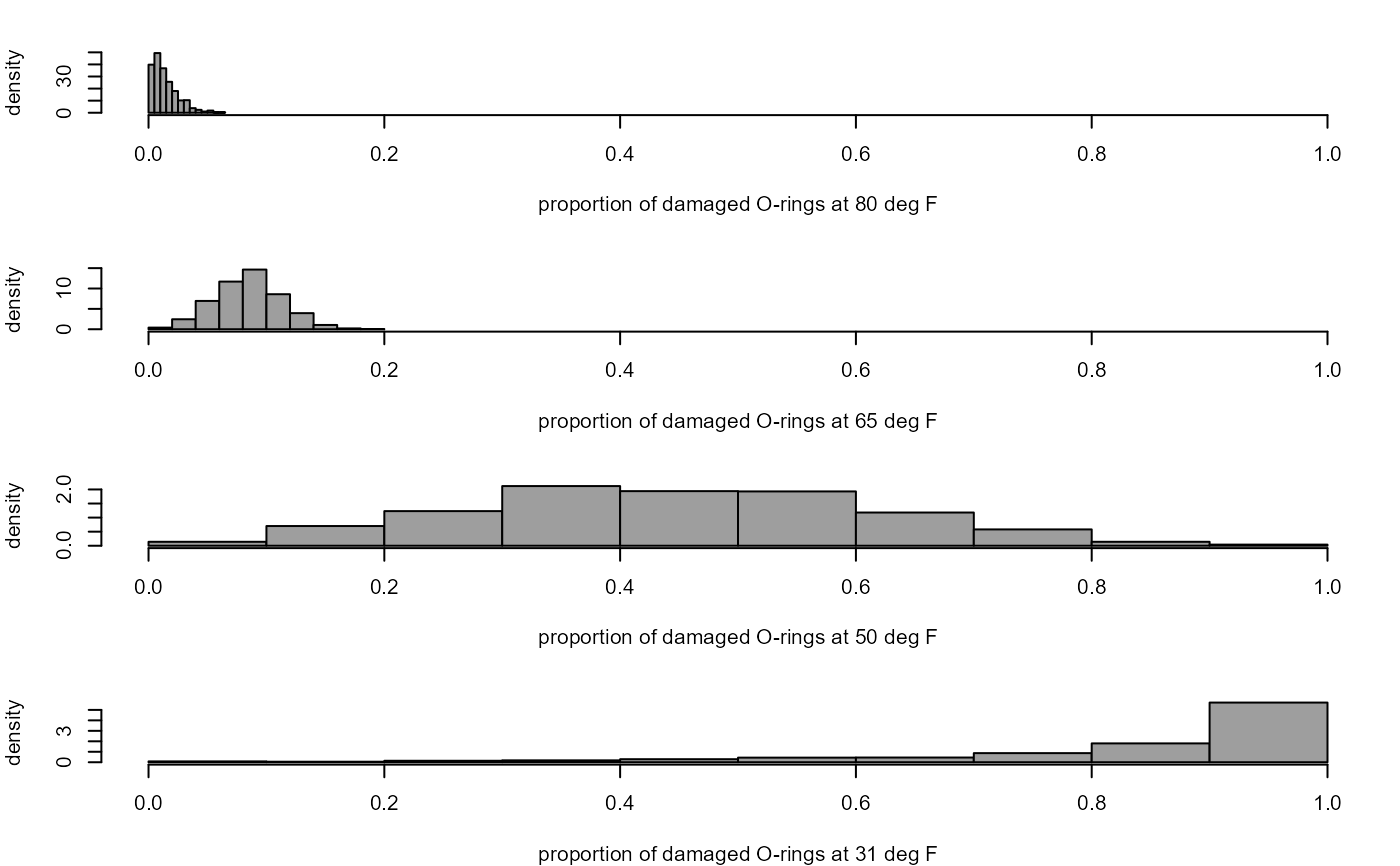 density
0 30
0.0 0.2 0.4 0.6 0.8 1.0
proportion of damaged O-rings at 80 deg F
density
0 10
0.0 0.2 0.4 0.6 0.8 1.0
proportion of damaged O-rings at 65 deg F
density
0.0 2.0
0.0 0.2 0.4 0.6 0.8 1.0
proportion of damaged O-rings at 50 deg F
density
0 3
0.0 0.2 0.4 0.6 0.8 1.0
proportion of damaged O-rings at 31 deg F